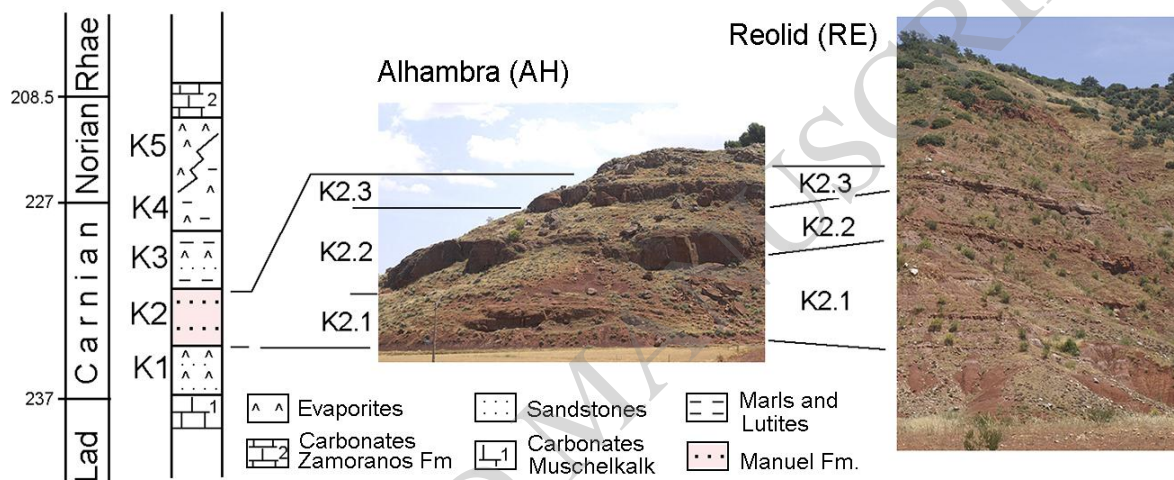 Rhae
Norian
Carnian
Lad
208.5
227
237
2
K5
K4
K3
K2
K1
1
Alhambra (AH)
Reolid (RE)
K2.3
K2.2
K2.1
K2.3
K2.2
K2.1
Evaporites
Sandstones
Marls and
Lutites
2
Carbonates
Zamoranos Fm
1
Carbonates
Muschelkalk
Manuel Fm.